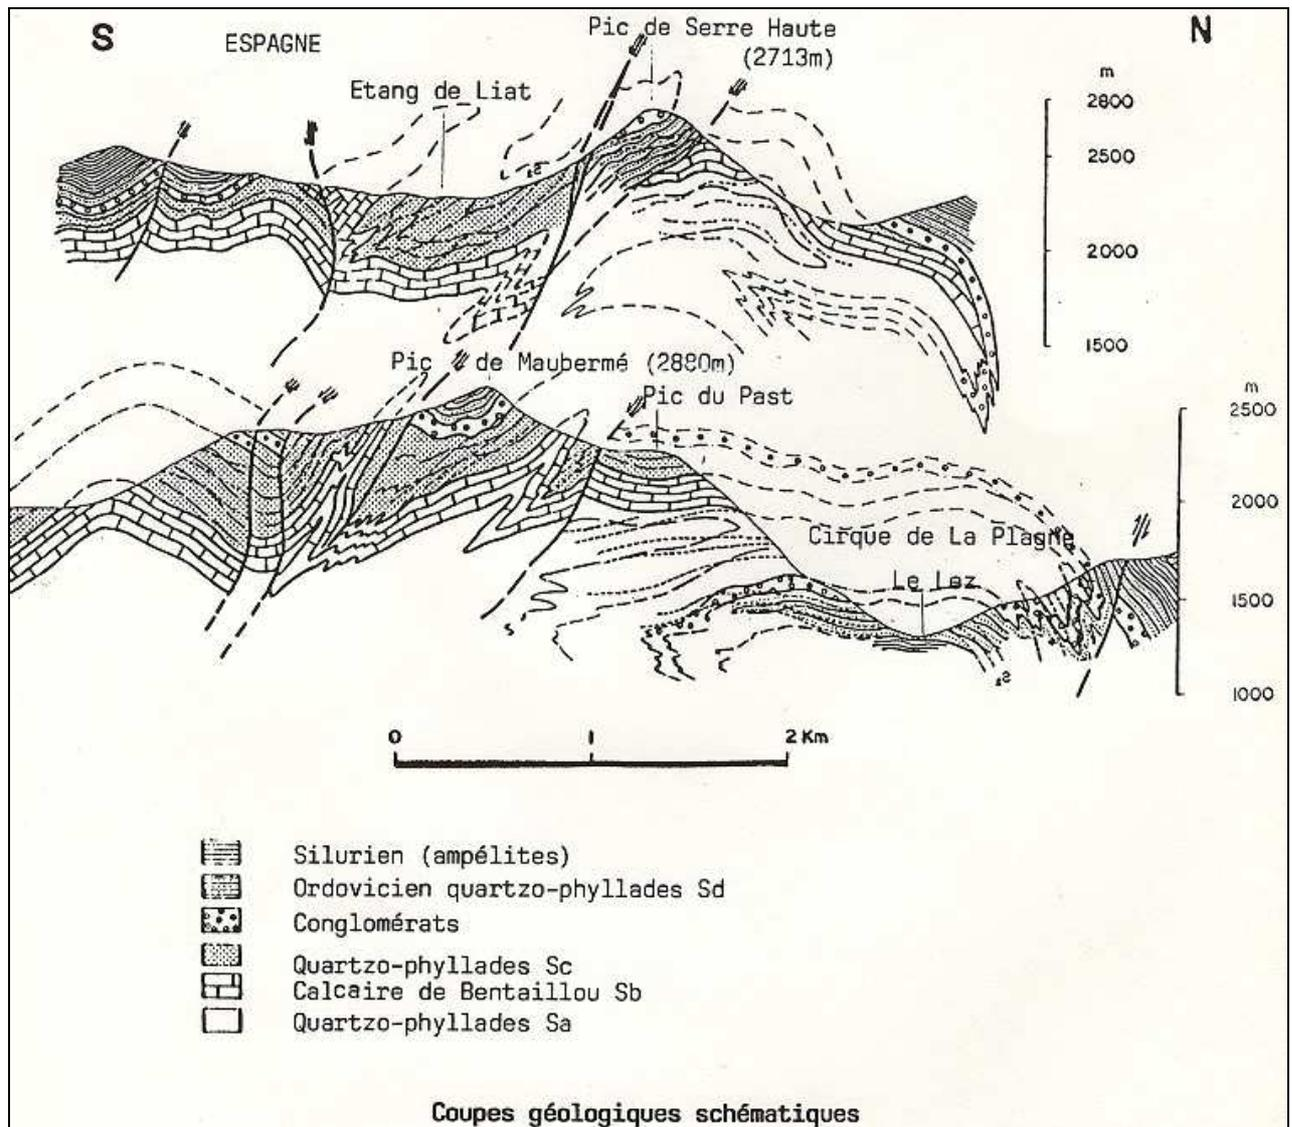 S
ESPAGNE
Pic de Serre Haute
(2713m)
N
Etang de Liat
m
2800
2500
2000
1500
Pic de Maubermé (2880m)
Pic du Past
m
2500
2000
1500
1000
Cirque de La Plagne
Le Lez
0 1 2 Km
Silurien (ampélites)
Ordovicien quartzo-phyllades Sd
Conglomérats
Quartzo-phyllades Sc
Calcaire de Bentaillou Sb
Quartzo-phyllades Sa
Coupes géologiques schématiques